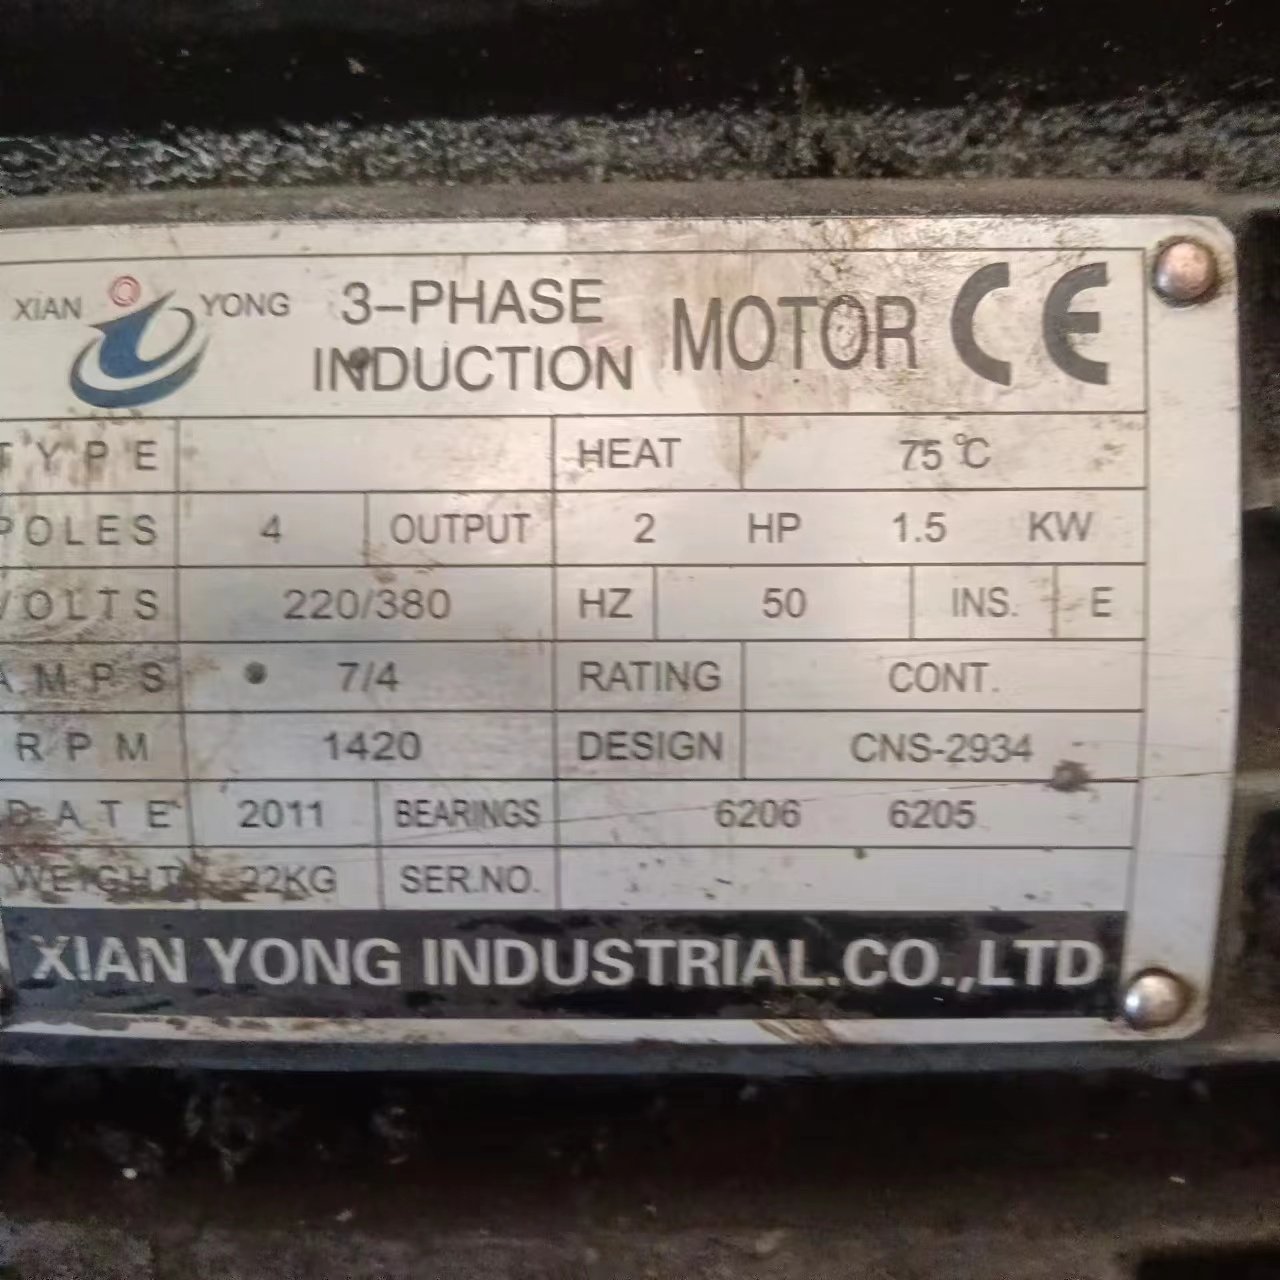 XIAN YONG 3-PHASE INDUCTION MOTOR CE
TYPE HEAT 75℃
POLES 4 OUTPUT 2 HP 1.5 KW
VOLTS 220/380 HZ 50 INS. E
AMPS 7/4 RATING CONT.
RPM 1420 DESIGN CNS-2934
DATE 2011 BEARINGS 6206 6205
WEIGHT 22KG SER.NO.
XIAN YONG INDUSTRIAL.CO.,LTD